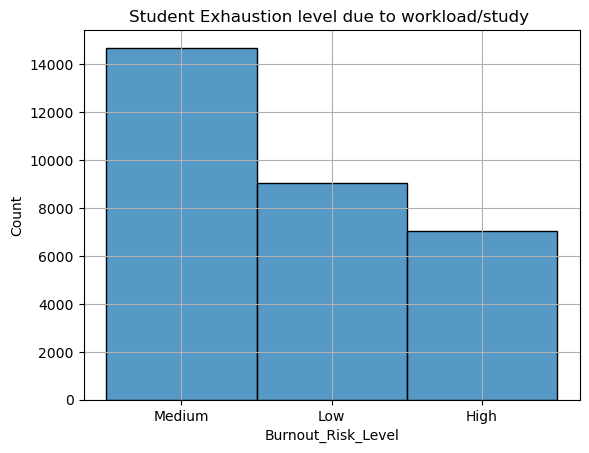 Student Exhaustion level due to workload/study
14000
12000
10000
8000
6000
4000
2000
0
Count
Medium Low High
Burnout_Risk_Level